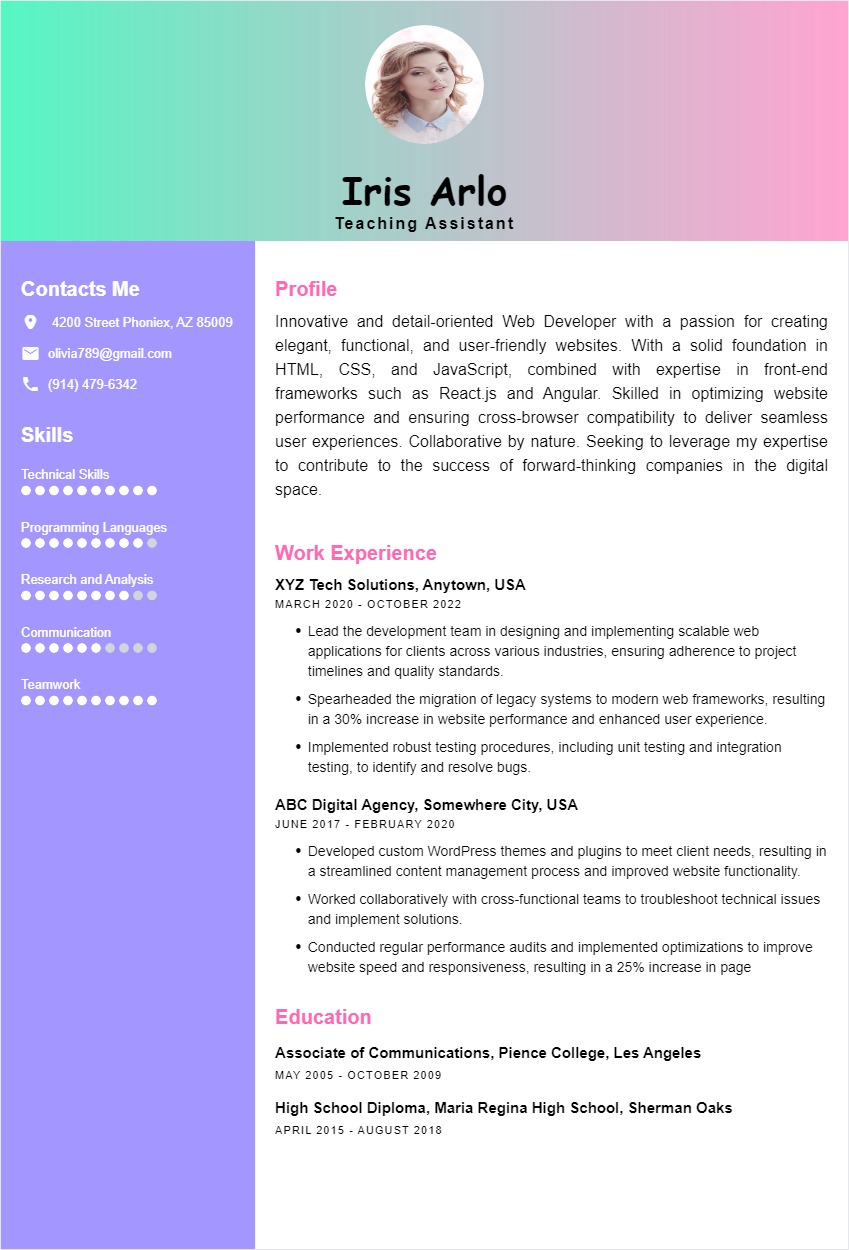 Iris Arlo
Teaching Assistant
Contacts Me
4200 Street Phoniex, AZ 85009
olivia789@gmail.com
(914) 479-6342
Skills
Technical Skills
Programming Languages
Research and Analysis
Communication
Teamwork
Profile
Innovative and detail-oriented Web Developer with a passion for creating
elegant, functional, and user-friendly websites. With a solid foundation in
HTML, CSS, and JavaScript, combined with expertise in front-end
frameworks such as React.js and Angular. Skilled in optimizing website
performance and ensuring cross-browser compatibility to deliver seamless
user experiences. Collaborative by nature. Seeking to leverage my expertise
to contribute to the success of forward-thinking companies in the digital
space.
Work Experience
XYZ Tech Solutions, Anytown, USA
MARCH 2020 - OCTOBER 2022
• Lead the development team in designing and implementing scalable web
applications for clients across various industries, ensuring adherence to project
timelines and quality standards.
• Spearheaded the migration of legacy systems to modern web frameworks, resulting
in a 30% increase in website performance and enhanced user experience.
• Implemented robust testing procedures, including unit testing and integration
testing, to identify and resolve bugs.
ABC Digital Agency, Somewhere City, USA
JUNE 2017 - FEBRUARY 2020
• Developed custom WordPress themes and plugins to meet client needs, resulting in
a streamlined content management process and improved website functionality.
• Worked collaboratively with cross-functional teams to troubleshoot technical issues
and implement solutions.
• Conducted regular performance audits and implemented optimizations to improve
website speed and responsiveness, resulting in a 25% increase in page
Education
Associate of Communications, Pience College, Les Angeles
MAY 2005 - OCTOBER 2009
High School Diploma, Maria Regina High School, Sherman Oaks
APRIL 2015 - AUGUST 2018